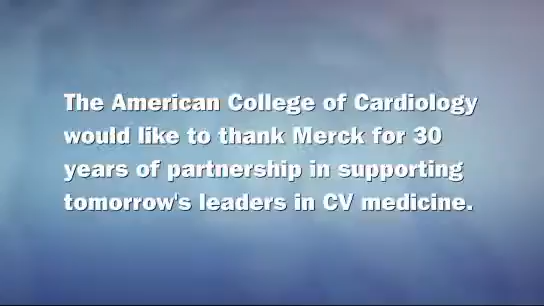 The American College of Cardiology
would like to thank Merck for 30
years of partnership in supporting
tomorrow's leaders in CV medicine.